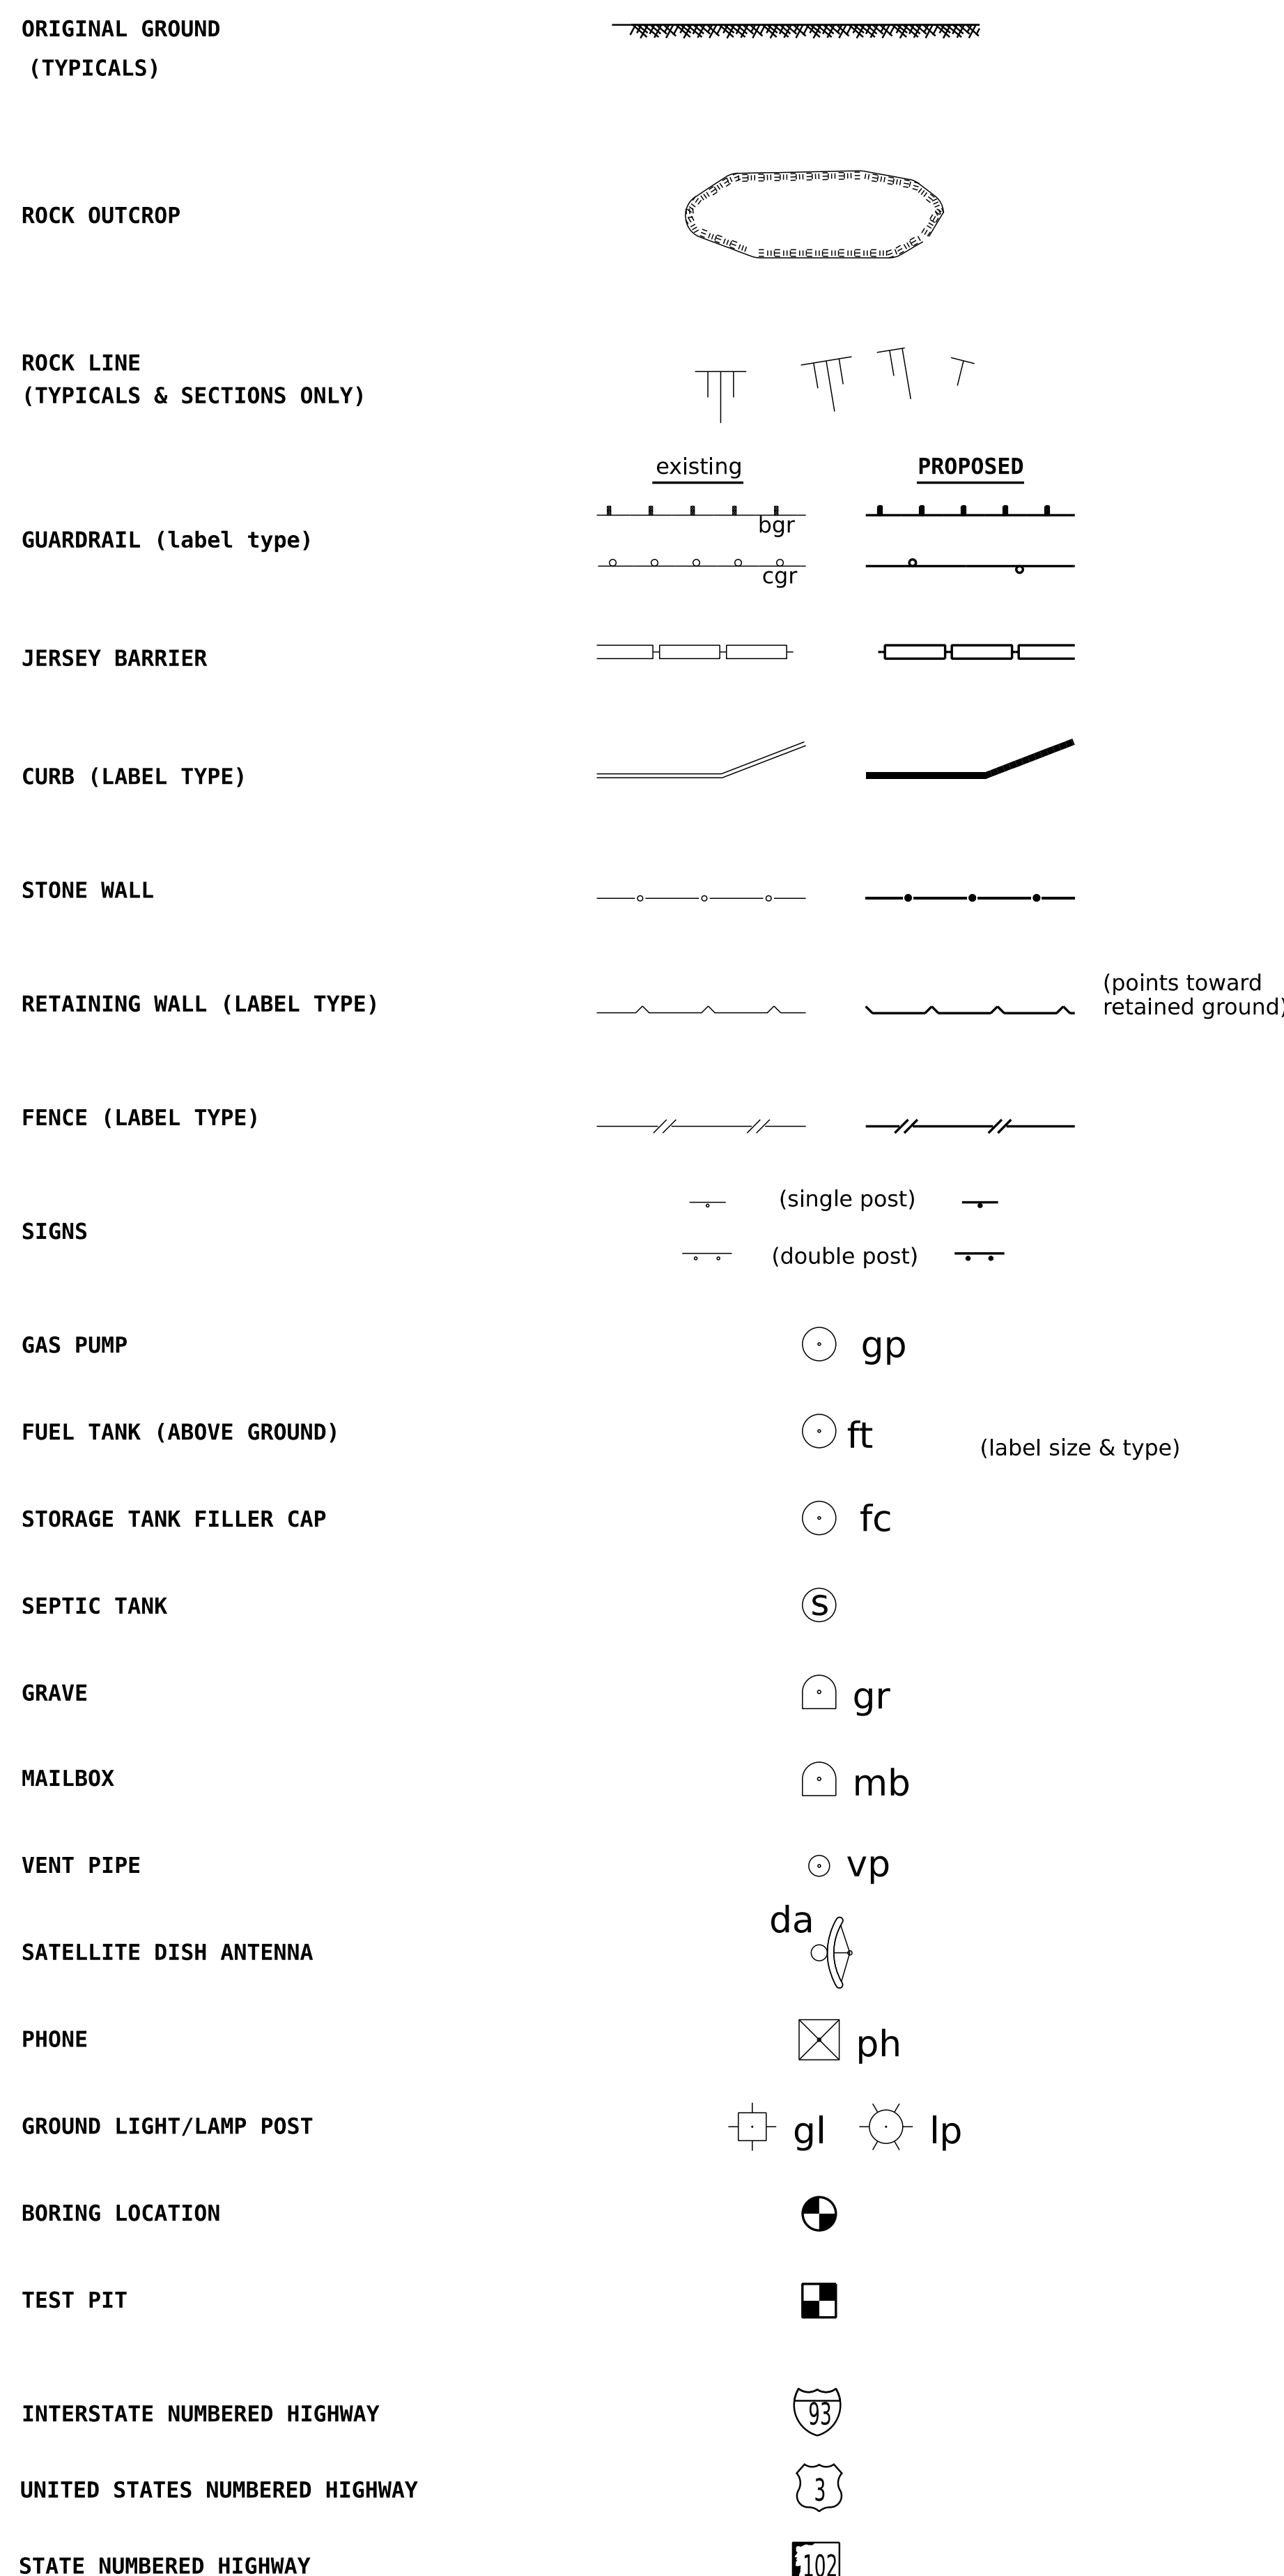 ORIGINAL GROUND
(TYPICALS)
ROCK OUTCROP
ROCK LINE
(TYPICALS & SECTIONS ONLY)
existing PROPOSED
GUARDRAIL (label type)
bgr
cgr
JERSEY BARRIER
CURB (LABEL TYPE)
STONE WALL
RETAINING WALL (LABEL TYPE)
(points toward
retained ground)
FENCE (LABEL TYPE)
SIGNS
(single post)
(double post)
GAS PUMP gp
FUEL TANK (ABOVE GROUND) ft (label size & type)
STORAGE TANK FILLER CAP fc
SEPTIC TANK s
GRAVE gr
MAILBOX mb
VENT PIPE vp
SATELLITE DISH ANTENNA da
PHONE ph
GROUND LIGHT/LAMP POST gl lp
BORING LOCATION
TEST PIT
INTERSTATE NUMBERED HIGHWAY 93
UNITED STATES NUMBERED HIGHWAY 3
STATE NUMBERED HIGHWAY 102